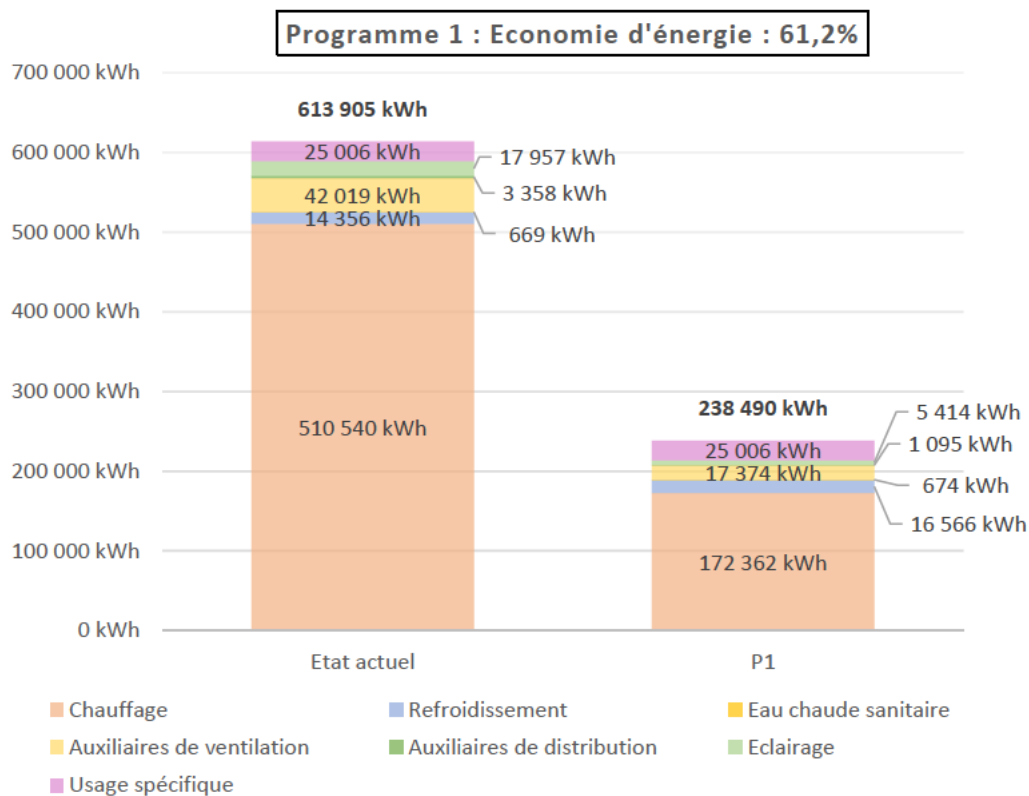 Programme 1 : Economie d'énergie : 61,2%
700 000 kWh
613 905 kWh
600 000 kWh
25 006 kWh
17 957 kWh
42 019 kWh
3 358 kWh
14 356 kWh
669 kWh
500 000 kWh
400 000 kWh
300 000 kWh
510 540 kWh
238 490 kWh
5 414 kWh
25 006 kWh
1 095 kWh
200 000 kWh
17 374 kWh
674 kWh
16 566 kWh
100 000 kWh
172 362 kWh
0 kWh
Etat actuel
P1
Chauffage
Refroidissement
Eau chaude sanitaire
Auxiliaires de ventilation
Auxiliaires de distribution
Eclairage
Usage spécifique